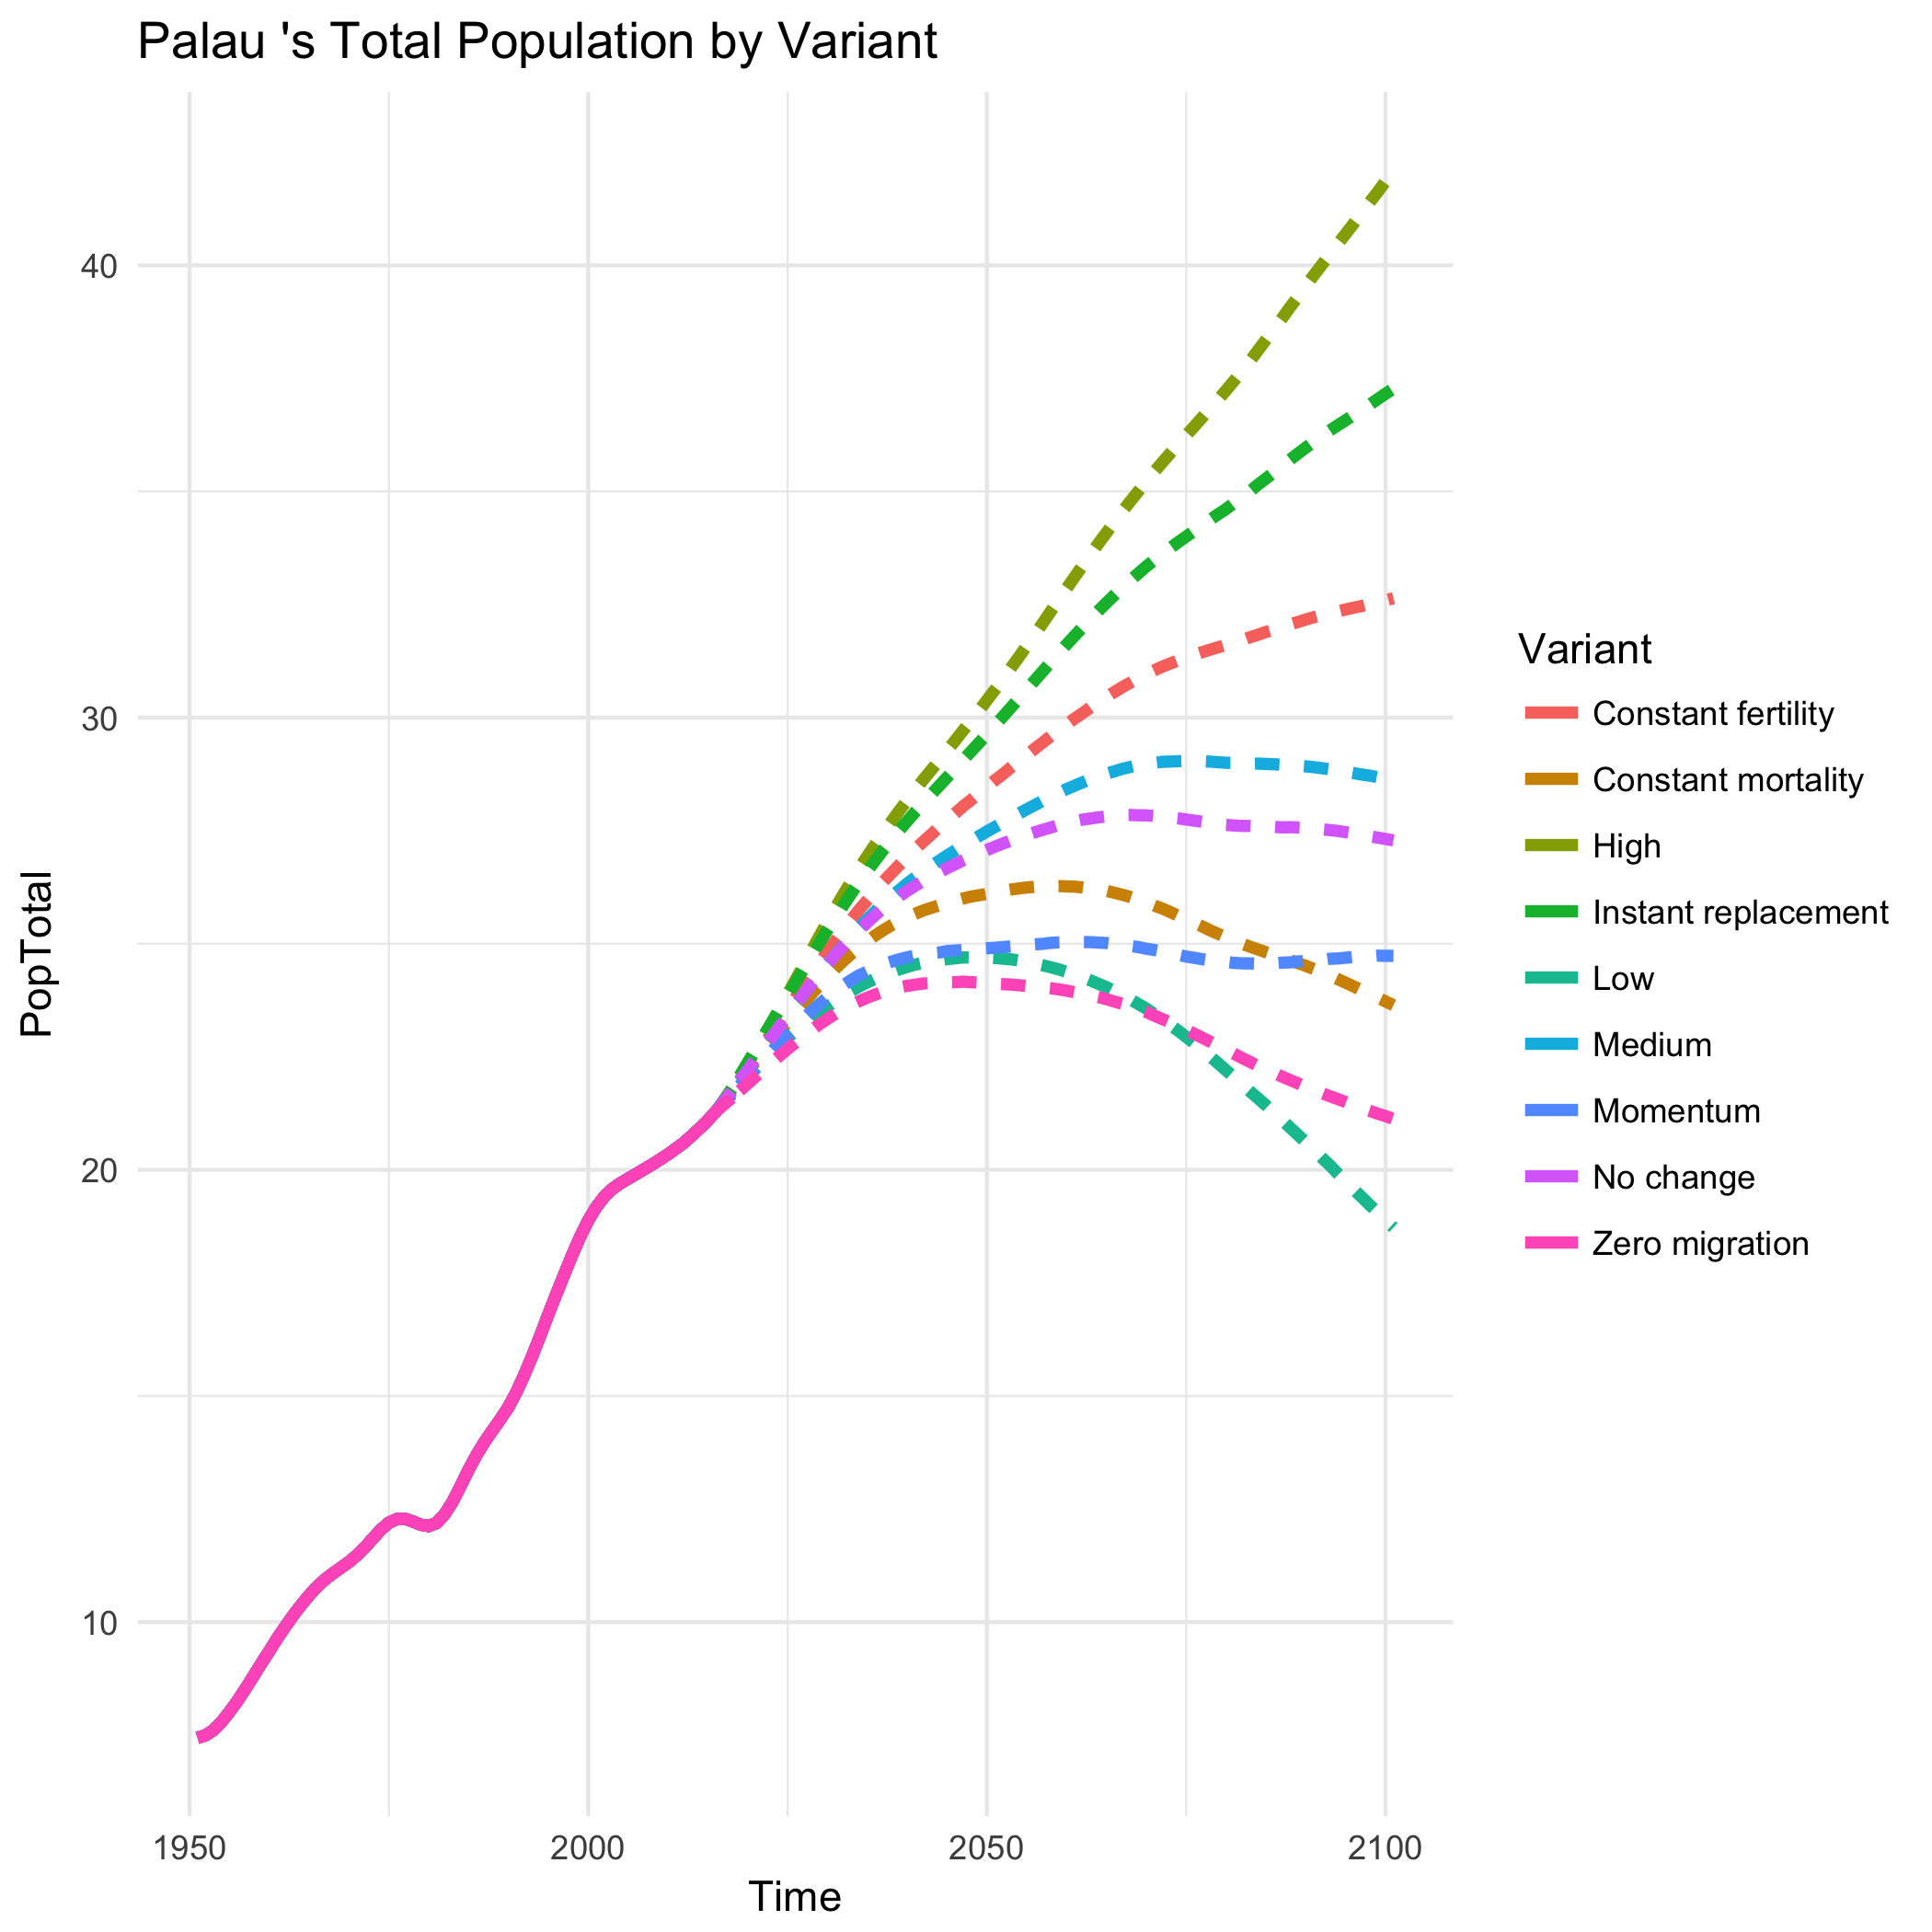 Palau 's Total Population by Variant
PopTotal
40
30
20
10
1950
2000
2050
2100
Time
Variant
Constant fertility
Constant mortality
High
Instant replacement
Low
Medium
Momentum
No change
Zero migration